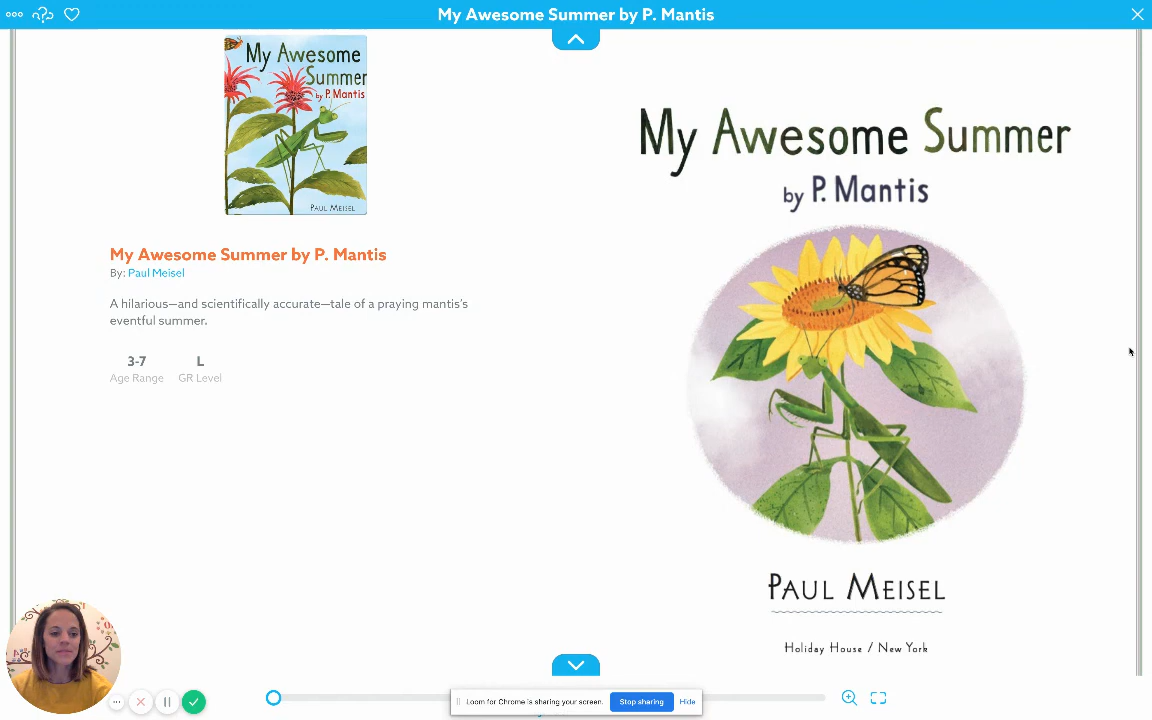 My Awesome Summer by P. Mantis
My Awesome
Summer
by P. Mantis
PAUL MEISEL
My Awesome Summer by P. Mantis
By: Paul Meisel
A hilarious—and scientifically accurate—tale of a praying mantis's
eventful summer.
3-7 L
Age Range GR Level
My Awesome Summer
by P. Mantis
PAUL MEISEL
Holiday House / New York
Loom for Chrome is sharing your screen. Stop sharing Hide